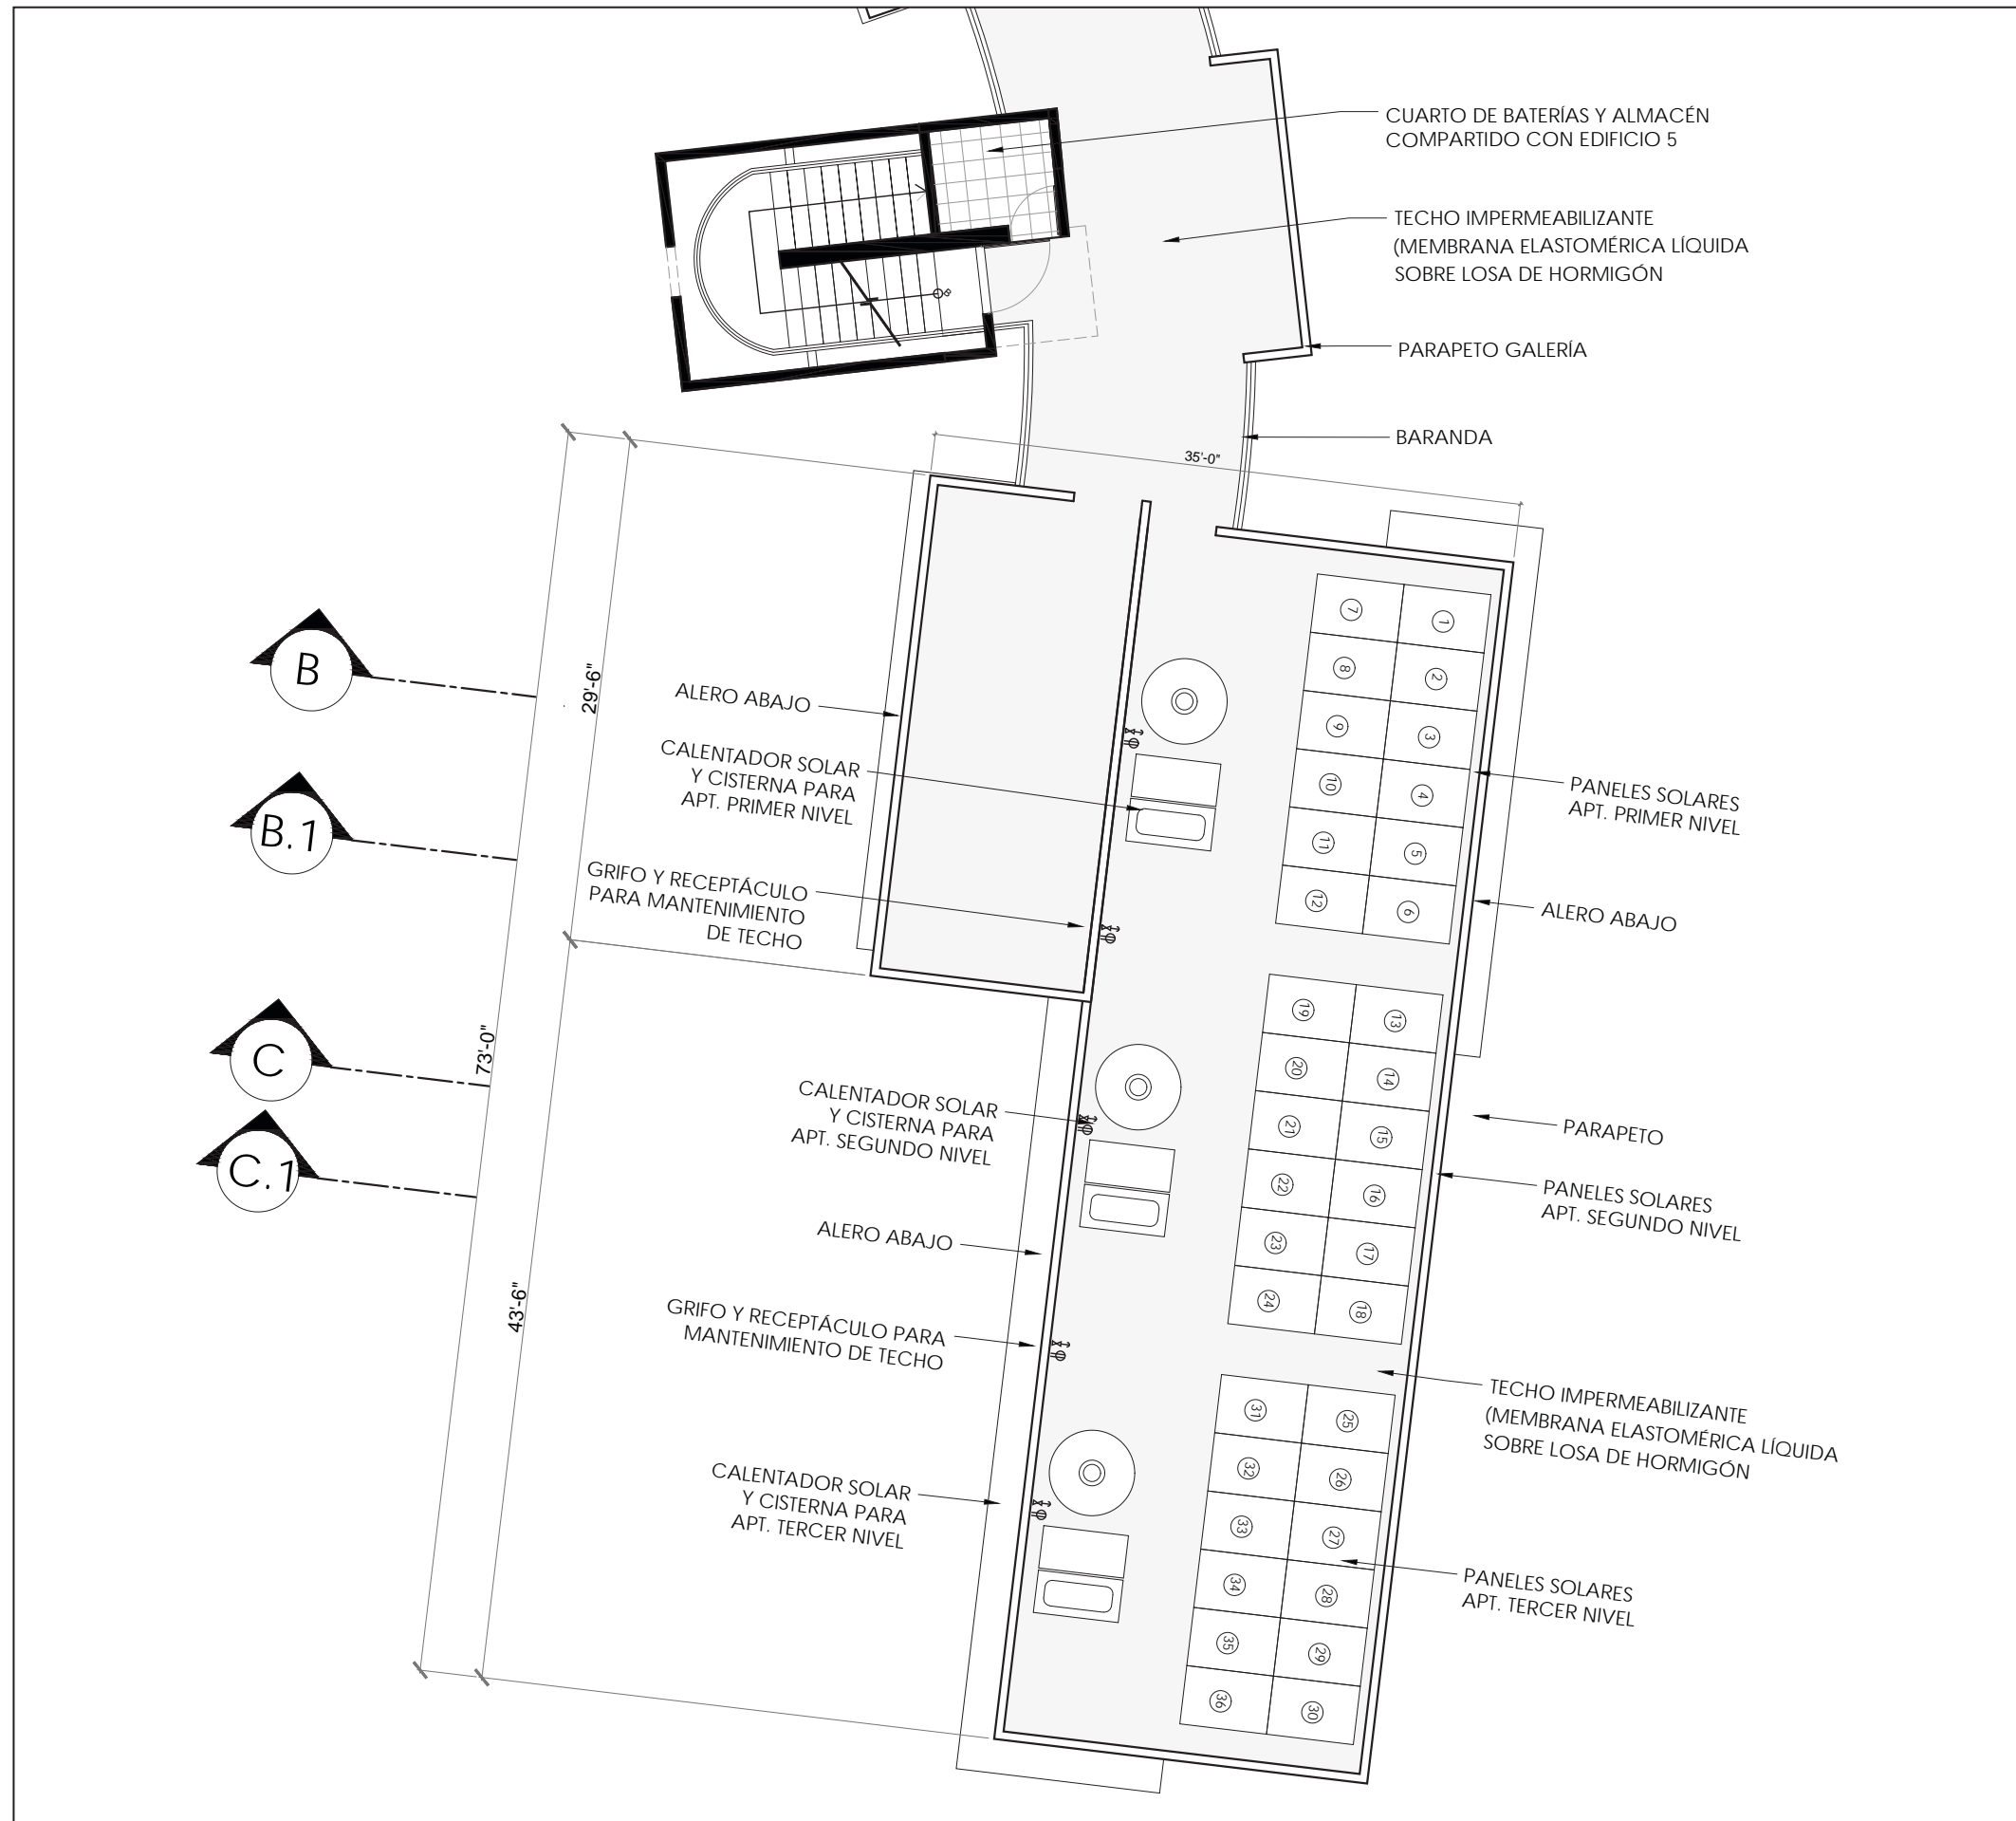 CUARTO DE BATERÍAS Y ALMACÉN
COMPARTIDO CON EDIFICIO 5
TECHO IMPERMEABILIZANTE
(MEMBRANA ELASTOMÉRICA LÍQUIDA
SOBRE LOSA DE HORMIGÓN
PARAPETO GALERÍA
BARANDA
35'-0"
B
B.1
C
C.1
29'-6"
73'-0"
43'-6"
ALERO ABAJO
CALENTADOR SOLAR
Y CISTERNA PARA
APT. PRIMER NIVEL
GRIFO Y RECEPTÁCULO
PARA MANTENIMIENTO
DE TECHO
CALENTADOR SOLAR
Y CISTERNA PARA
APT. SEGUNDO NIVEL
ALERO ABAJO
GRIFO Y RECEPTÁCULO PARA
MANTENIMIENTO DE TECHO
CALENTADOR SOLAR
Y CISTERNA PARA
APT. TERCER NIVEL
7 1
8 2
9 3
10 4
11 5
12 6
19 13
20 14
21 15
22 16
23 17
24 18
31 25
32 26
33 27
34 28
35 29
36 30
PANELES SOLARES
APT. PRIMER NIVEL
ALERO ABAJO
PARAPETO
PANELES SOLARES
APT. SEGUNDO NIVEL
TECHO IMPERMEABILIZANTE
(MEMBRANA ELASTOMÉRICA LÍQUIDA
SOBRE LOSA DE HORMIGÓN
PANELES SOLARES
APT. TERCER NIVEL